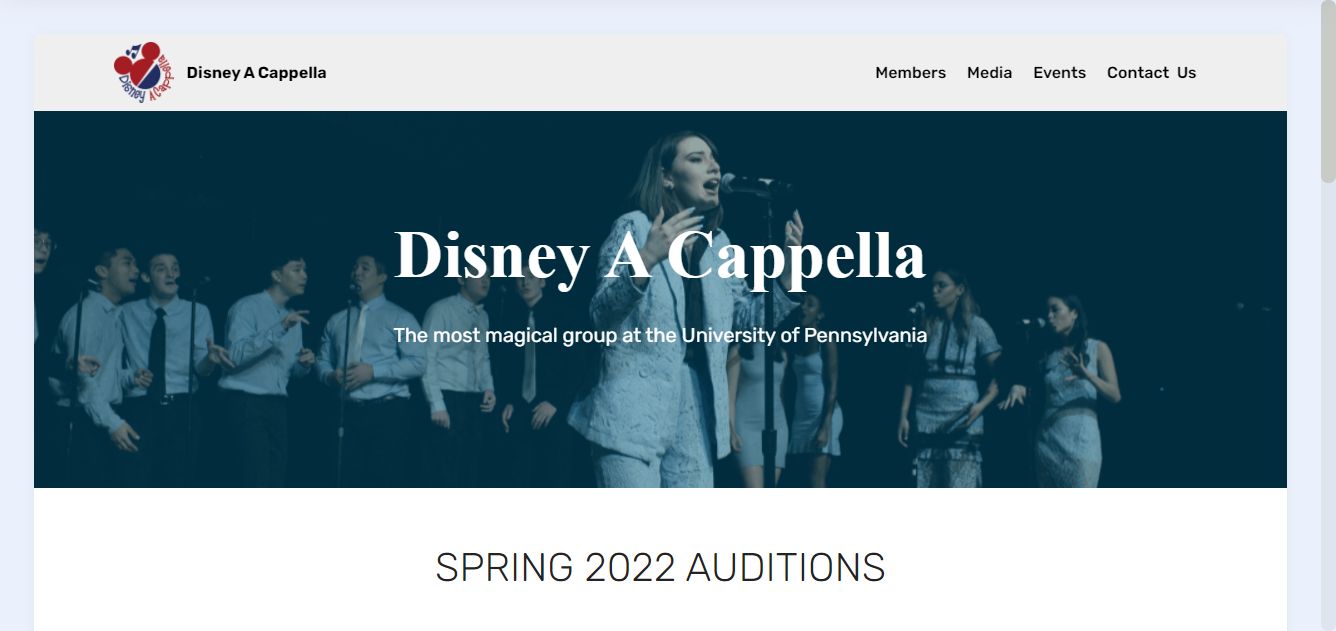 Disney A Cappella
Disney A Cappella
Members Media Events Contact Us
Disney A Cappella
The most magical group at the University of Pennsylvania
SPRING 2022 AUDITIONS